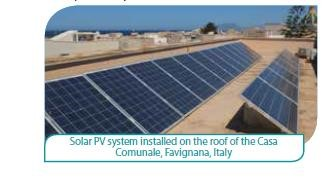 Solar PV system installed on the roof of the Casa
Comunale, Favignana, Italy